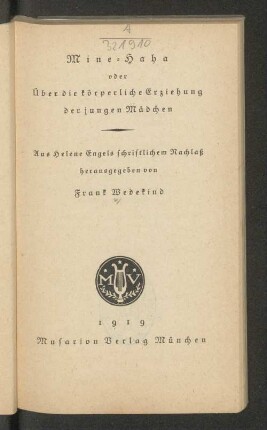 4
321910
Mine-Haha
oder
Über die körperliche Erziehung
der jungen Mädchen
Aus Helene Engels schriftlichem Nachlaß
herausgegeben von
Frank Wedekind
M V
1919
Musarion Verlag München